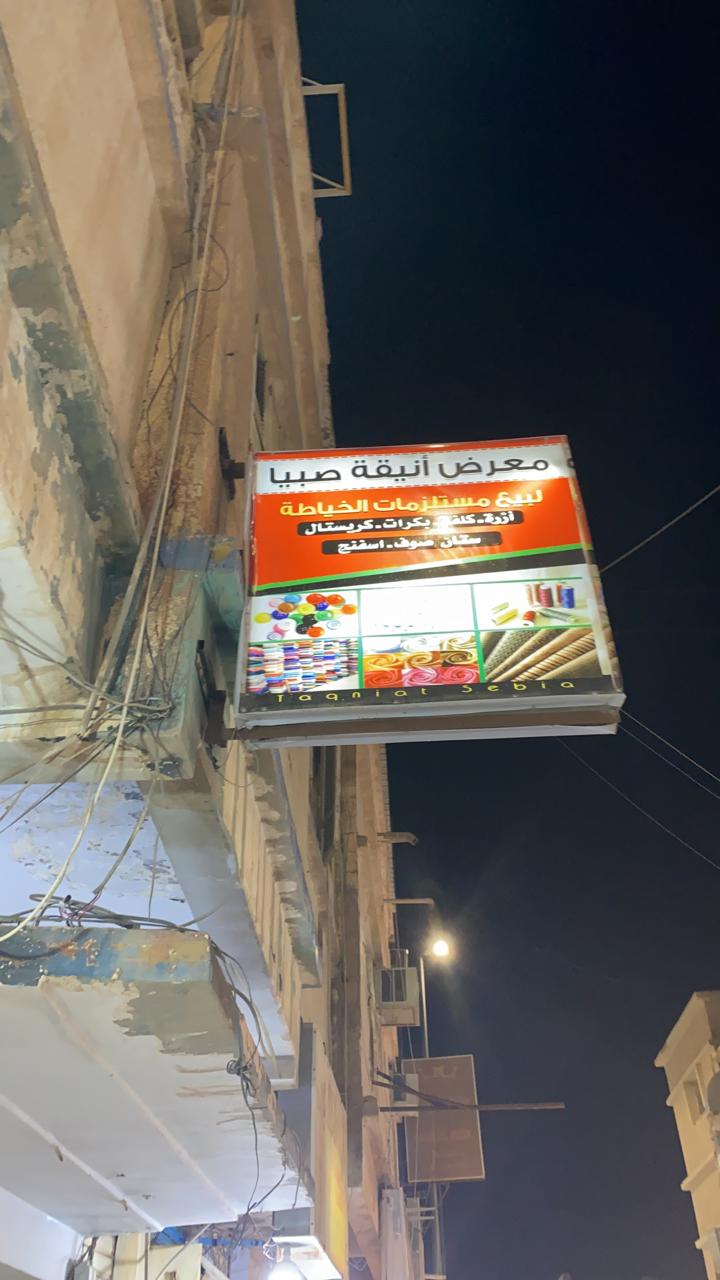 معرض أنيقة صبيا
لبيع مستلزمات الخياطة
أزرة-كلف-بكرات-كريستال
ستان صوف-اسفنج
Taqniat Sebia